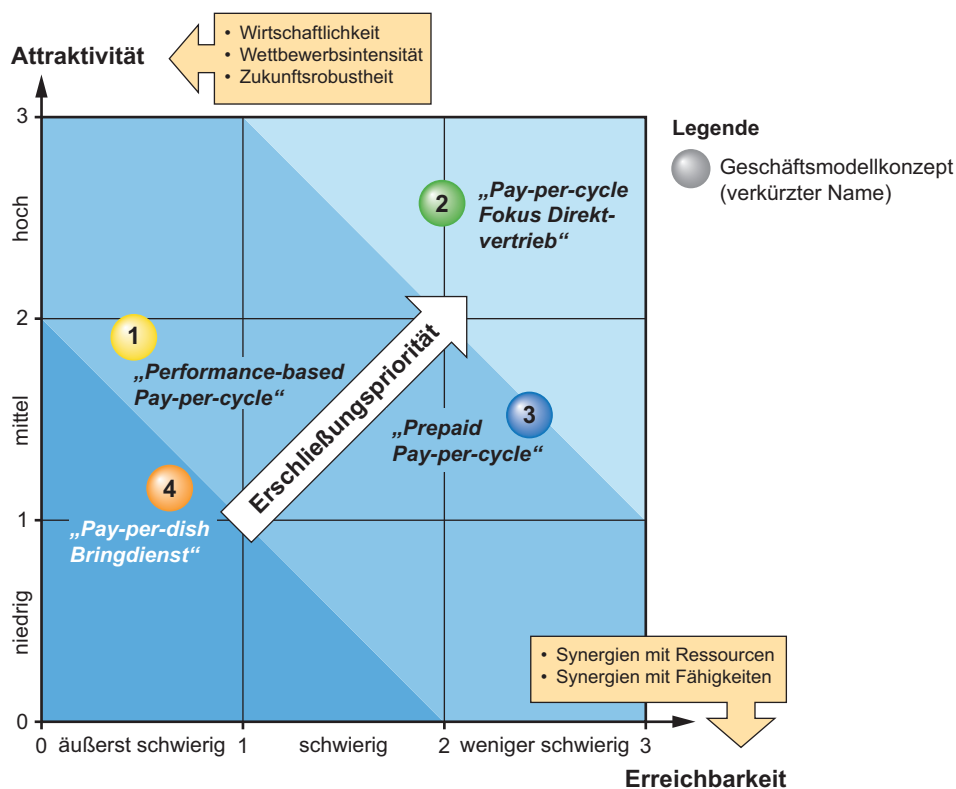 • Wirtschaftlichkeit
• Wettbewerbsintensität
• Zukunftsrobustheit
Attraktivität
3
hoch
2
mittel
1
niedrig
0
Legende
Geschäftsmodellkonzept
(verkürzter Name)
2
„Pay-per-cycle
Fokus Direkt-
vertrieb“
1
„Performance-based
Pay-per-cycle“
Erschließungspriorität
3
„Prepaid
Pay-per-cycle“
4
„Pay-per-dish
Bringdienst“
• Synergien mit Ressourcen
• Synergien mit Fähigkeiten
0 äußerst schwierig 1 schwierig 2 weniger schwierig 3
Erreichbarkeit